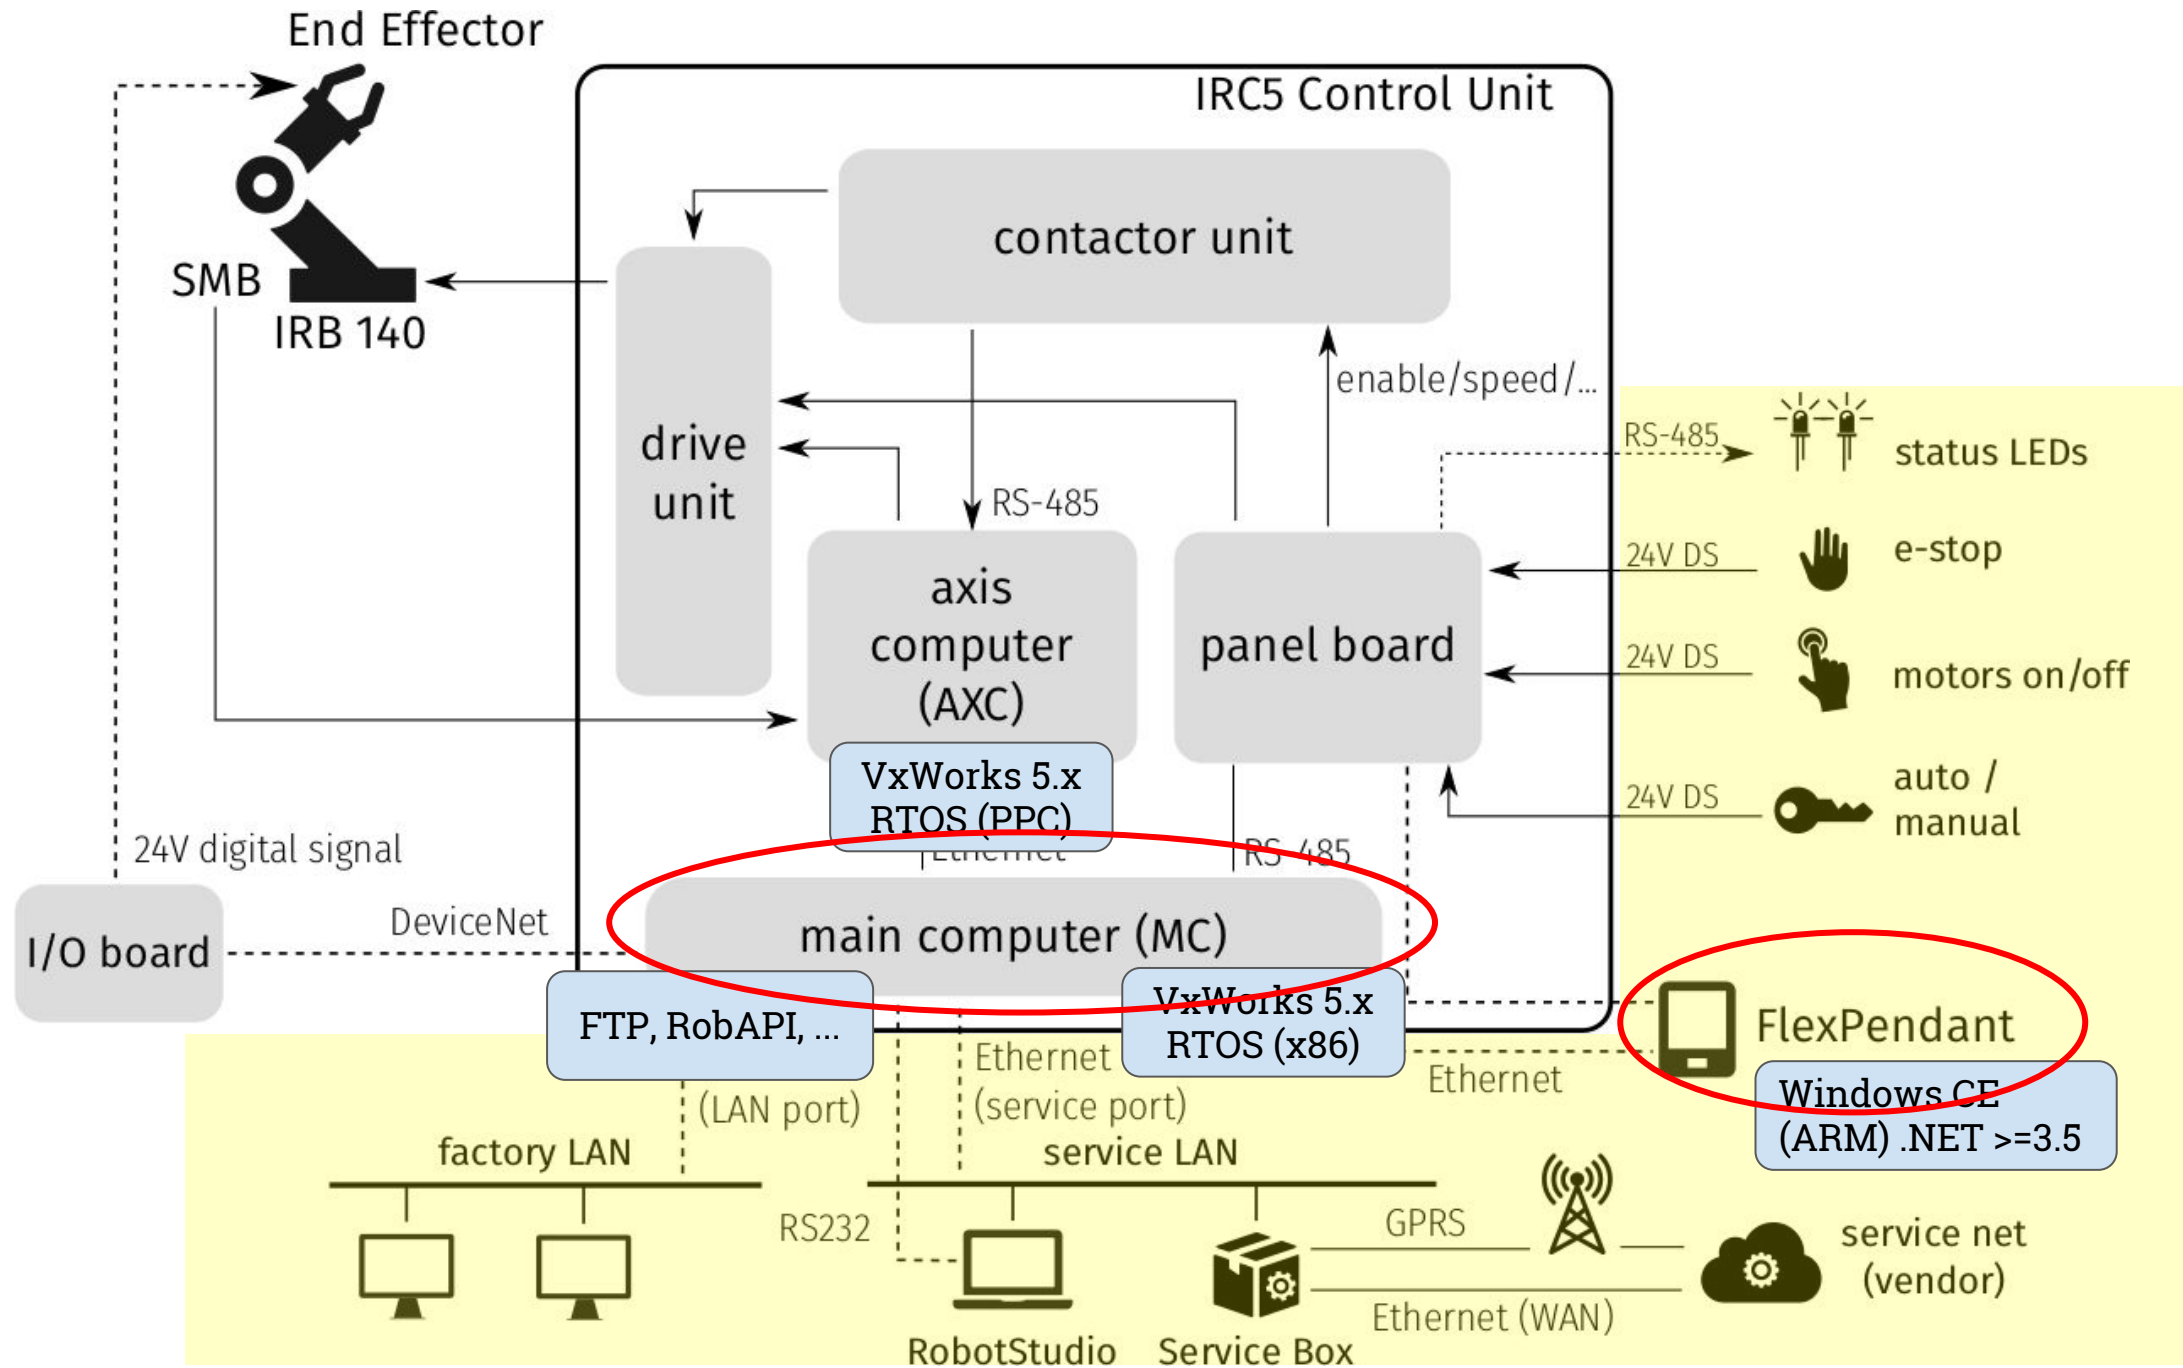 End Effector
IRC5 Control Unit
contactor unit
SMB
IRB 140
enable/speed/...
drive
unit
RS-485
status LEDs
RS-485
24V DS
e-stop
axis
computer
(AXC)
panel board
24V DS
motors on/off
VxWorks 5.x
RTOS (PPC)
24V DS
auto /
manual
24V digital signal
Ethernet
RS-485
I/O board
DeviceNet
main computer (MC)
FTP, RobAPI, ...
VxWorks 5.x
RTOS (x86)
FlexPendant
Ethernet
(service port)
Ethernet
Windows CE
(ARM) .NET >=3.5
(LAN port)
factory LAN
service LAN
RS232
GPRS
service net
(vendor)
Ethernet (WAN)
RobotStudio
Service Box